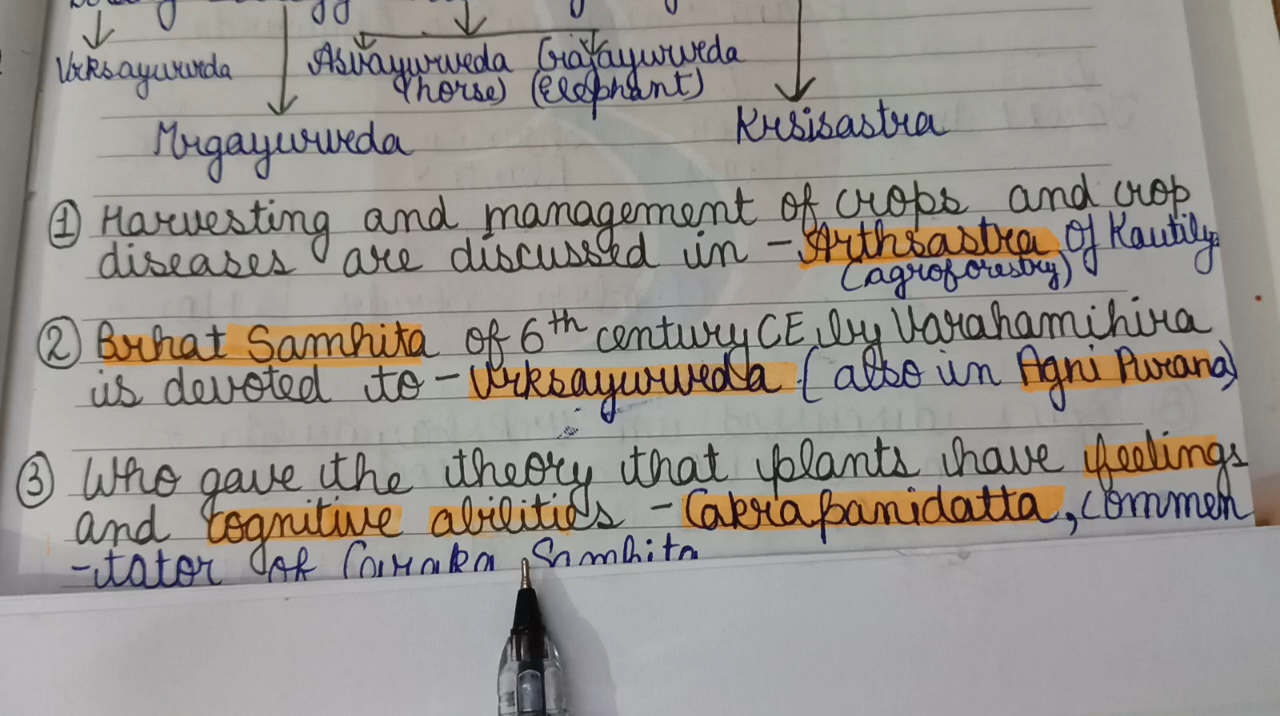 Vrksayurveda
Asvayurveda Gajayurveda
(horse) (Elephant)
Mrgayurveda
Krsisastra
① Harvesting and management of crops and crop
diseases are discussed in - Arthsastra of Kautily
(agroforestry)
② Brhat Samhita of 6th century CE by Varahamihira
is devoted to - Vrksayurveda (also in Agni Purana)
③ Who gave the theory that plants have feelings
and cognitive abilities - Cakrapanidatta, commen
-tator of Caraka Samhita